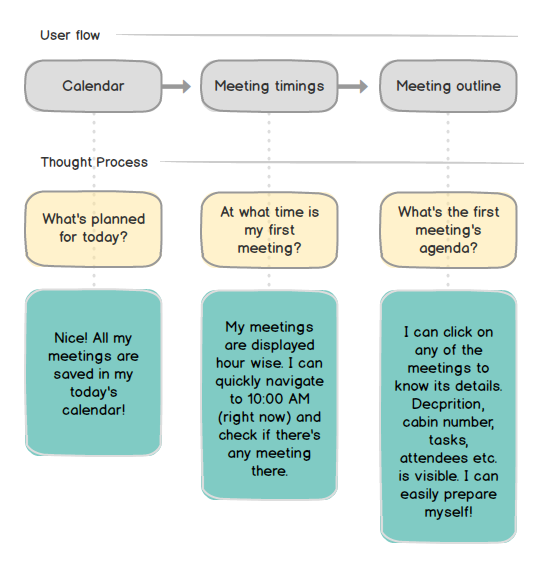 User flow
Calendar
Meeting timings
Meeting outline
Thought Process
What's planned
for today?
At what time is
my first
meeting?
What's the first
meeting's
agenda?
Nice! All my
meetings are
saved in my
today's
calendar!
My meetings
are displayed
hour wise. I can
quickly navigate
to 10:00 AM
(right now) and
check if there's
any meeting
there.
I can click on
any of the
meetings to
know its details.
Decprition,
cabin number,
tasks,
attendees etc.
is visible. I can
easily prepare
myself!